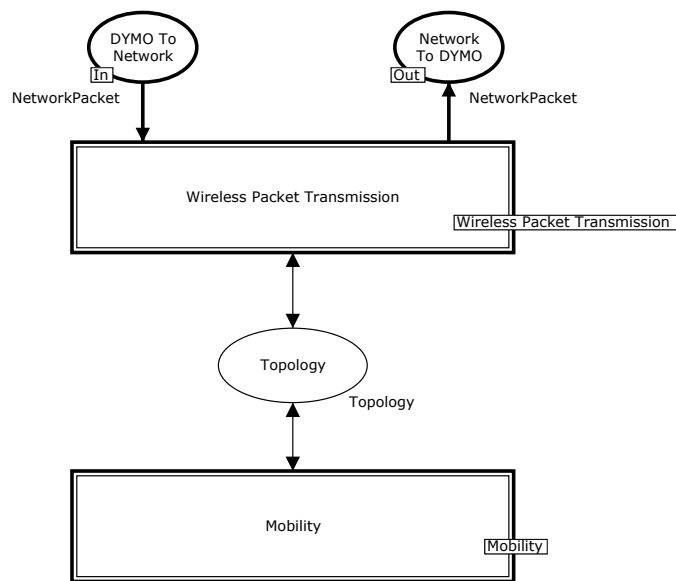 DYMO To
Network
In
NetworkPacket
Network
To DYMO
Out
NetworkPacket
Wireless Packet Transmission
Wireless Packet Transmission
Topology
Topology
Mobility
Mobility